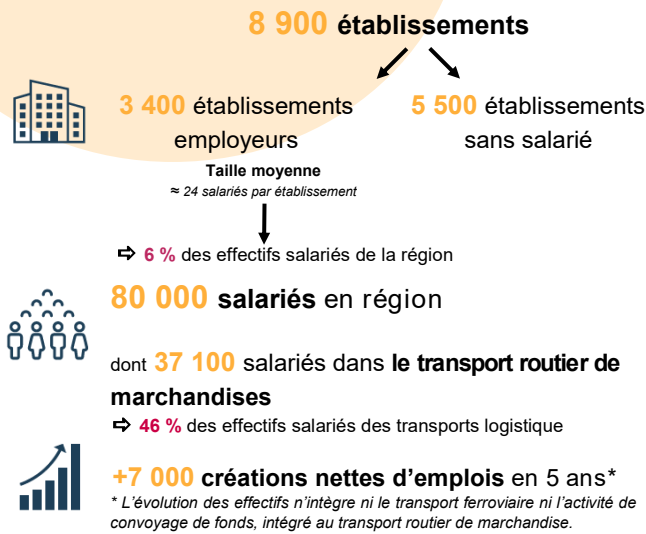 8 900 établissements
3 400 établissements employeurs
5 500 établissements sans salarié
Taille moyenne
≈ 24 salariés par établissement
⇨ 6 % des effectifs salariés de la région
80 000 salariés en région
dont 37 100 salariés dans le transport routier de
marchandises
⇨ 46 % des effectifs salariés des transports logistique
+7 000 créations nettes d'emplois en 5 ans*
* L'évolution des effectifs n'intègre ni le transport ferroviaire ni l'activité de
convoyage de fonds, intégré au transport routier de marchandise.